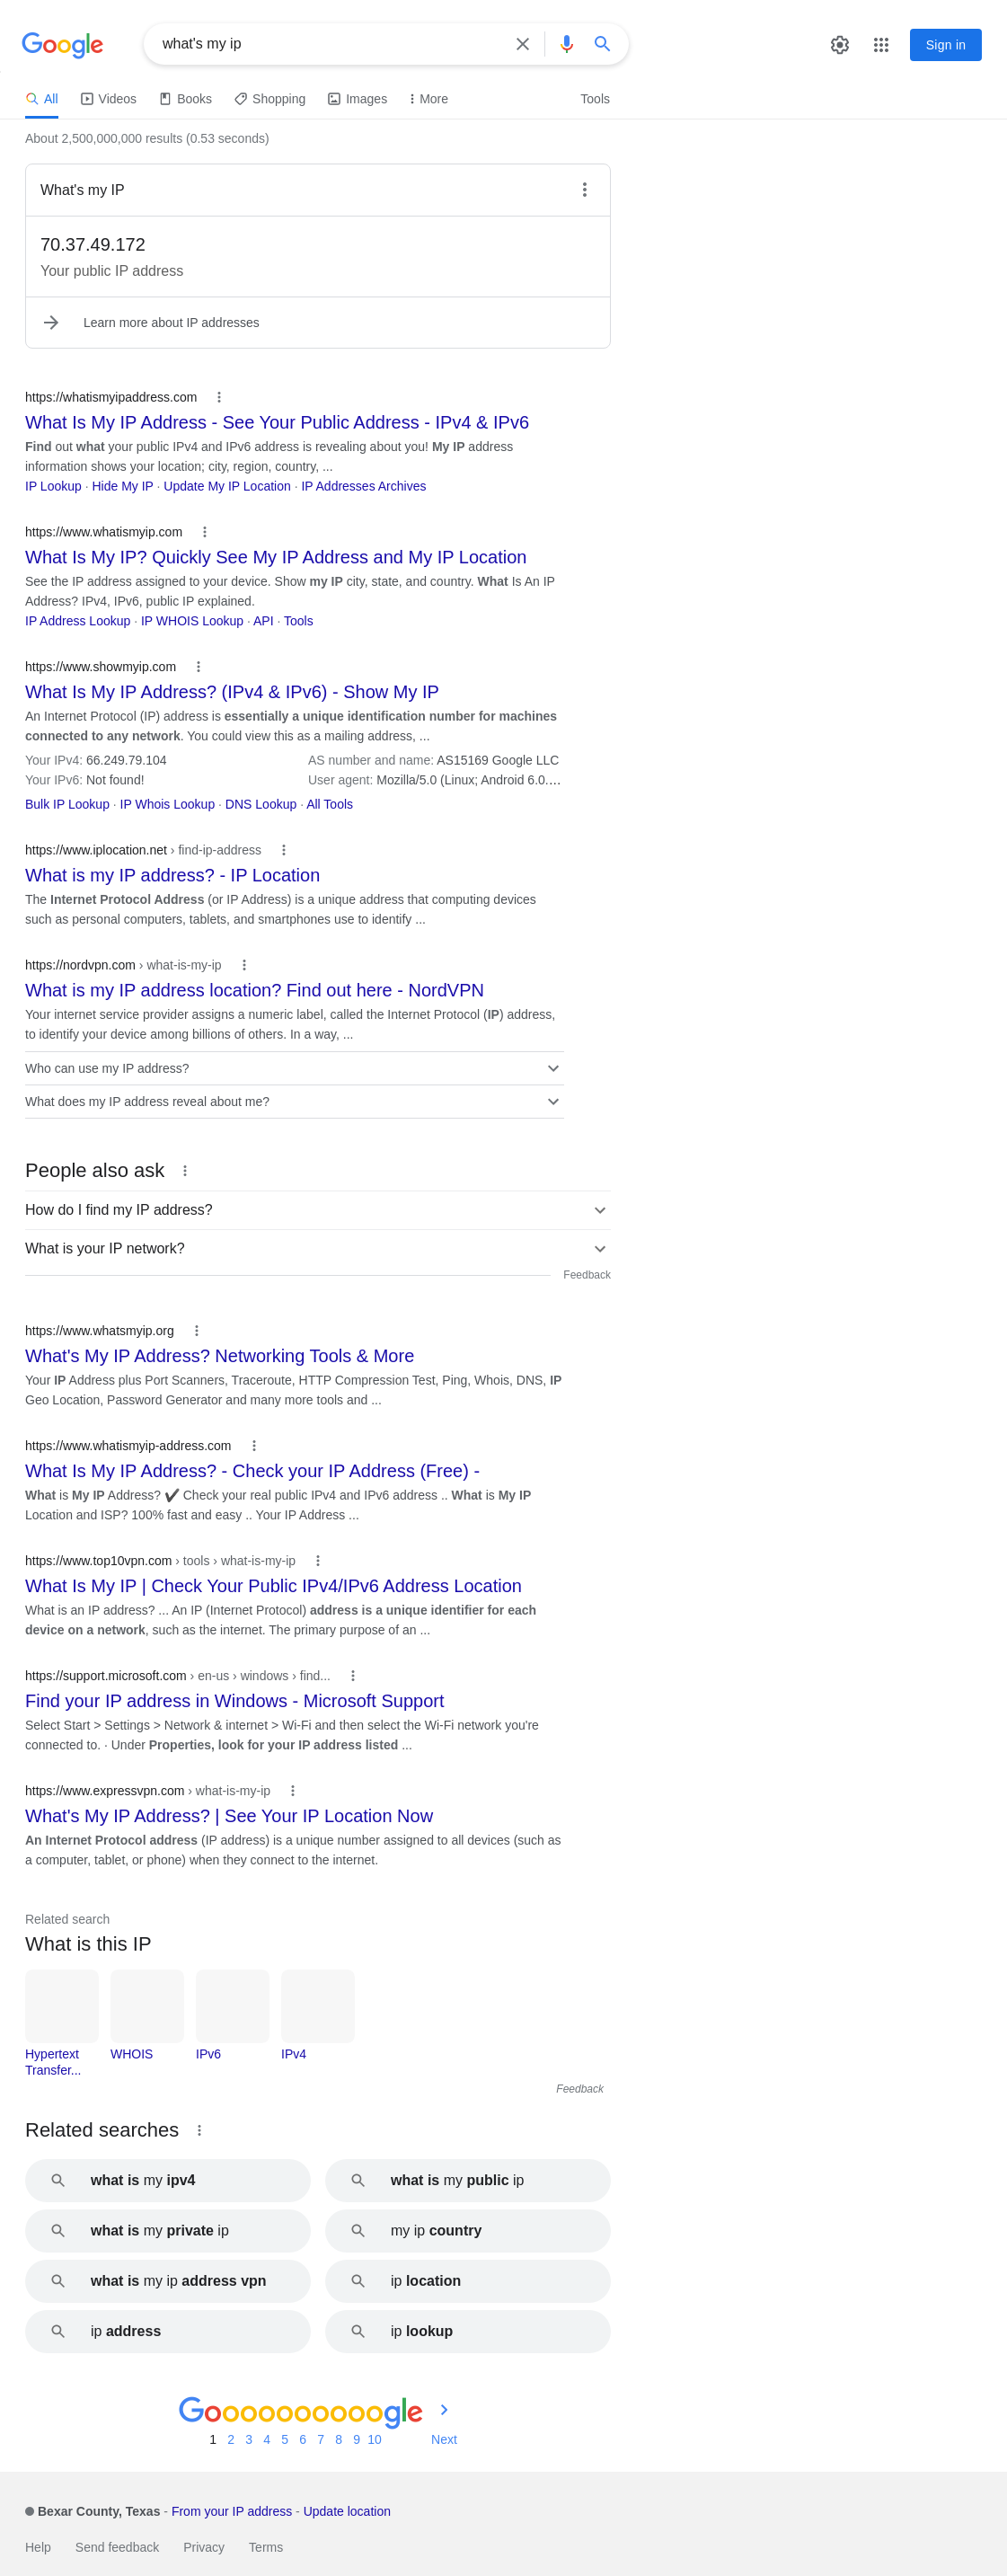 Google
what's my ip
Sign in
All
Videos
Books
Shopping
Images
More
Tools
About 2,500,000,000 results (0.53 seconds)
What's my IP
70.37.49.172
Your public IP address
Learn more about IP addresses
https://whatismyipaddress.com
What Is My IP Address - See Your Public Address - IPv4 & IPv6
Find out what your public IPv4 and IPv6 address is revealing about you! My IP address
information shows your location; city, region, country, ...
IP Lookup · Hide My IP · Update My IP Location · IP Addresses Archives
https://www.whatismyip.com
What Is My IP? Quickly See My IP Address and My IP Location
See the IP address assigned to your device. Show my IP city, state, and country. What Is An IP
Address? IPv4, IPv6, public IP explained.
IP Address Lookup · IP WHOIS Lookup · API · Tools
https://www.showmyip.com
What Is My IP Address? (IPv4 & IPv6) - Show My IP
An Internet Protocol (IP) address is essentially a unique identification number for machines
connected to any network. You could view this as a mailing address, ...
Your IPv4: 66.249.79.104
AS number and name: AS15169 Google LLC
Your IPv6: Not found!
User agent: Mozilla/5.0 (Linux; Android 6.0....
Bulk IP Lookup · IP Whois Lookup · DNS Lookup · All Tools
https://www.iplocation.net › find-ip-address
What is my IP address? - IP Location
The Internet Protocol Address (or IP Address) is a unique address that computing devices
such as personal computers, tablets, and smartphones use to identify ...
https://nordvpn.com › what-is-my-ip
What is my IP address location? Find out here - NordVPN
Your internet service provider assigns a numeric label, called the Internet Protocol (IP) address,
to identify your device among billions of others. In a way, ...
Who can use my IP address?
What does my IP address reveal about me?
People also ask
How do I find my IP address?
What is your IP network?
Feedback
https://www.whatsmyip.org
What's My IP Address? Networking Tools & More
Your IP Address plus Port Scanners, Traceroute, HTTP Compression Test, Ping, Whois, DNS, IP
Geo Location, Password Generator and many more tools and ...
https://www.whatismyip-address.com
What Is My IP Address? - Check your IP Address (Free) -
What is My IP Address? ✔ Check your real public IPv4 and IPv6 address .. What is My IP
Location and ISP? 100% fast and easy .. Your IP Address ...
https://www.top10vpn.com › tools › what-is-my-ip
What Is My IP | Check Your Public IPv4/IPv6 Address Location
What is an IP address? ... An IP (Internet Protocol) address is a unique identifier for each
device on a network, such as the internet. The primary purpose of an ...
https://support.microsoft.com › en-us › windows › find...
Find your IP address in Windows - Microsoft Support
Select Start > Settings > Network & internet > Wi-Fi and then select the Wi-Fi network you're
connected to. · Under Properties, look for your IP address listed ...
https://www.expressvpn.com › what-is-my-ip
What's My IP Address? | See Your IP Location Now
An Internet Protocol address (IP address) is a unique number assigned to all devices (such as
a computer, tablet, or phone) when they connect to the internet.
Related search
What is this IP
Hypertext
Transfer...
WHOIS
IPv6
IPv4
Feedback
Related searches
what is my ipv4
what is my public ip
what is my private ip
my ip country
what is my ip address vpn
ip location
ip address
ip lookup
Goooooooooogle
1 2 3 4 5 6 7 8 9 10 Next
Bexar County, Texas - From your IP address - Update location
Help
Send feedback
Privacy
Terms